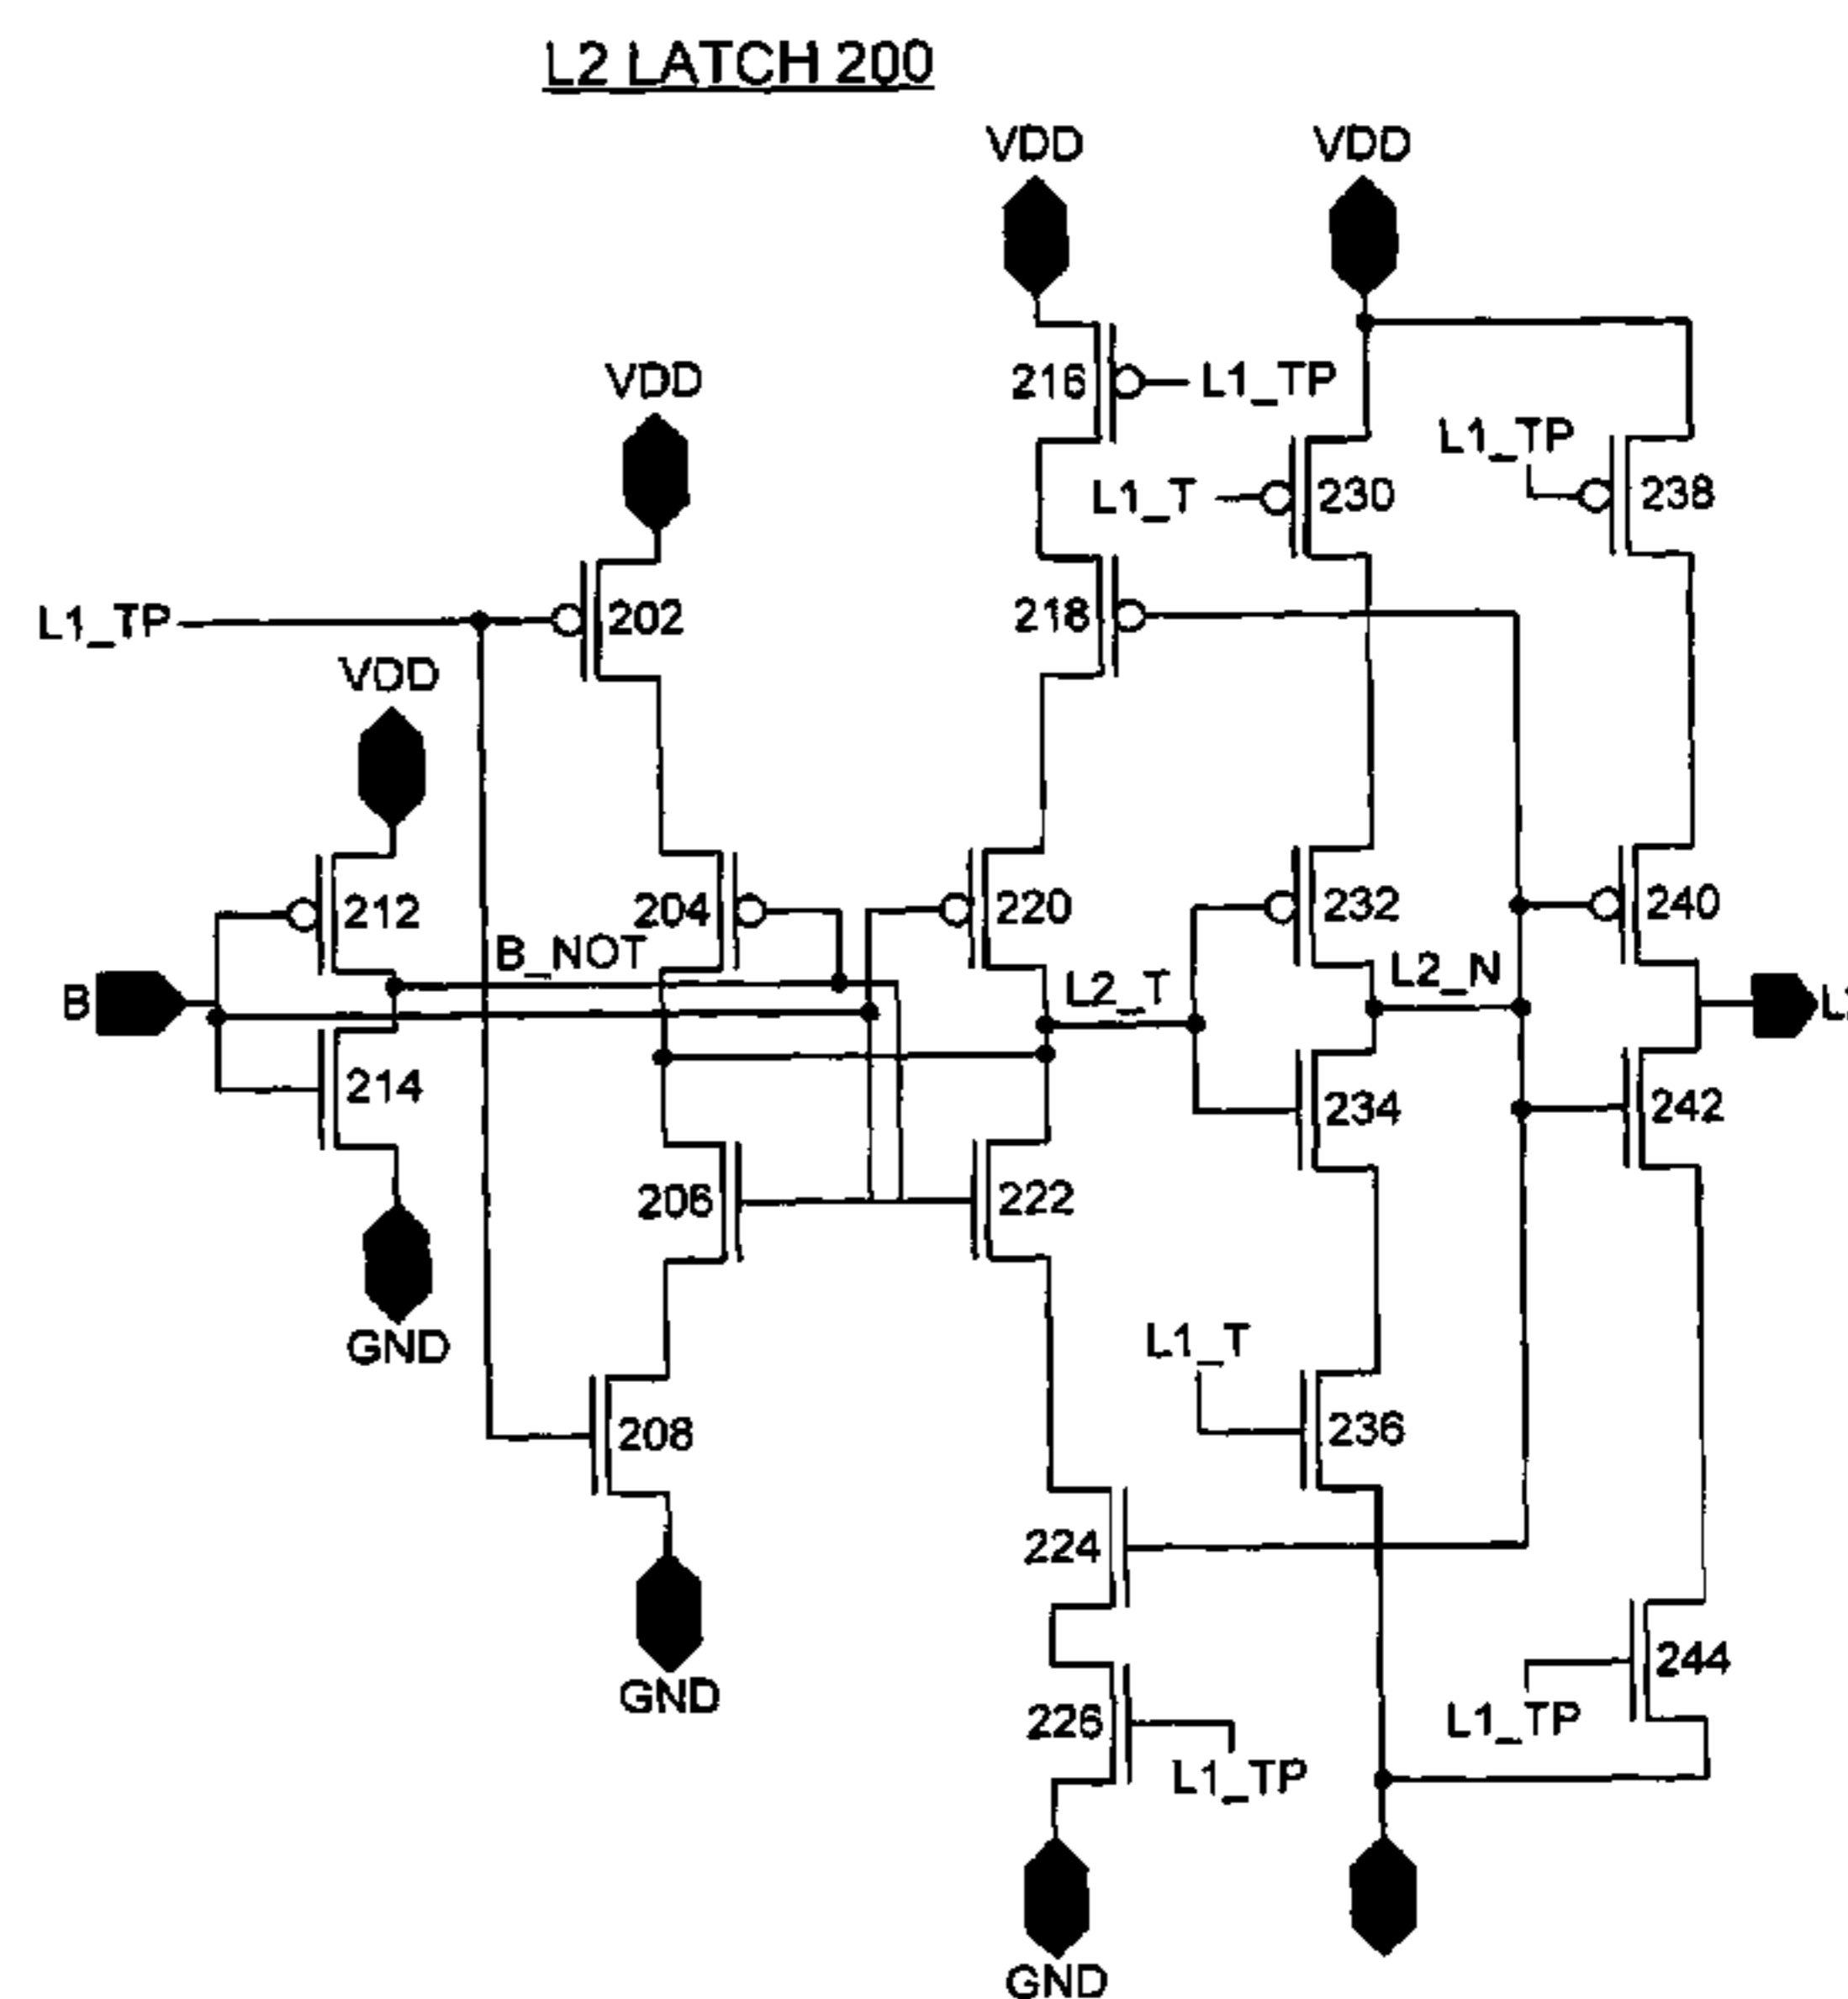 L2 LATCH 200
VDD
VDD
216
L1_TP
L1_TP
VDD
L1_T
230
238
L1_TP
202
218
VDD
212
204
220
232
240
B_NOT
L2_T
L2_N
B
214
234
242
206
222
L1_T
GND
208
236
224
244
GND
226
L1_TP
L1_TP
GND